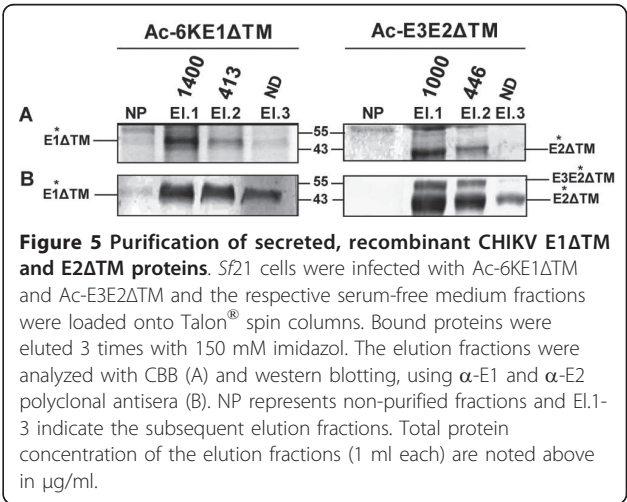 Ac-6KE1ΔTM Ac-E3E2ΔTM
1400 413 ND 1000 446 ND
NP El.1 El.2 El.3 NP El.1 El.2 El.3
A
* 55 *
E1ΔTM 43 E2ΔTM
B
* 55 E3E2ΔTM *
E1ΔTM 43 * E2ΔTM
Figure 5 Purification of secreted, recombinant CHIKV E1ΔTM
and E2ΔTM proteins. Sf21 cells were infected with Ac-6KE1ΔTM
and Ac-E3E2ΔTM and the respective serum-free medium fractions
were loaded onto Talon® spin columns. Bound proteins were
eluted 3 times with 150 mM imidazol. The elution fractions were
analyzed with CBB (A) and western blotting, using α-E1 and α-E2
polyclonal antisera (B). NP represents non-purified fractions and El.1-
3 indicate the subsequent elution fractions. Total protein
concentration of the elution fractions (1 ml each) are noted above
in μg/ml.